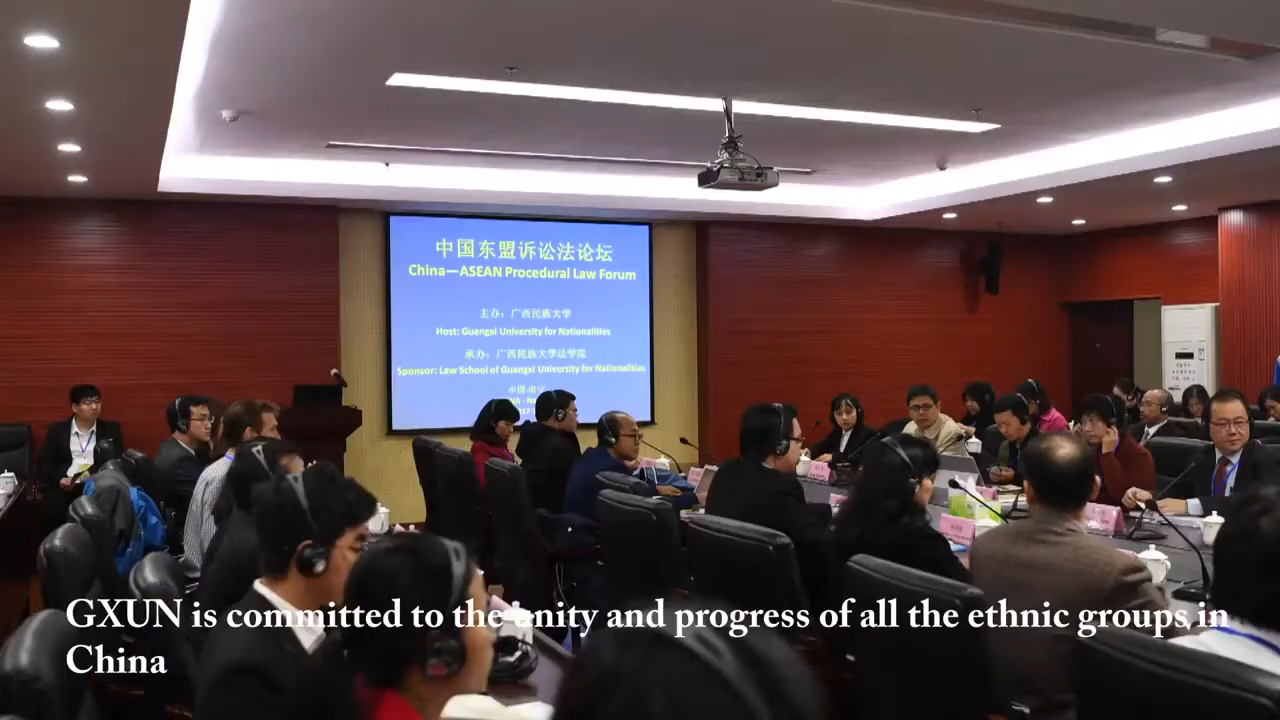 中国东盟诉讼法论坛
China—ASEAN Procedural Law Forum
主办：广西民族大学
Host: Guangxi University for Nationalities
承办：广西民族大学法学院
Sponsor: Law School of Guangxi University for Nationalities
中国·南宁
GXUN is committed to the unity and progress of all the ethnic groups in
China